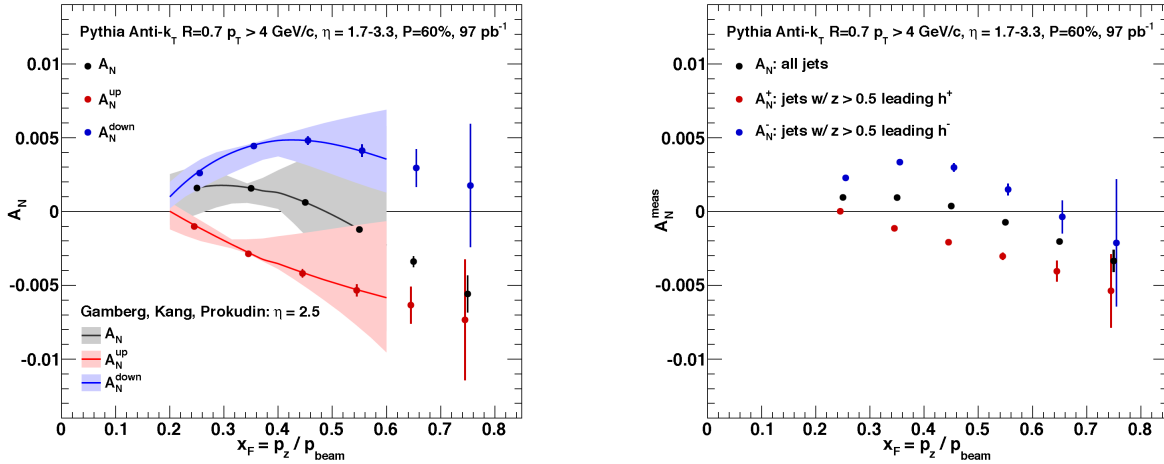 Pythia Anti-k_T R=0.7 p_T > 4 GeV/c, η = 1.7-3.3, P=60%, 97 pb^-1
0.01
0.005
0
-0.005
-0.01
A_N
A_N
A_N^up
A_N^down
Gamberg, Kang, Prokudin: η = 2.5
A_N
A_N^up
A_N^down
0 0.1 0.2 0.3 0.4 0.5 0.6 0.7 0.8
x_F = p_z / p_beam
Pythia Anti-k_T R=0.7 p_T > 4 GeV/c, η = 1.7-3.3, P=60%, 97 pb^-1
0.01
0.005
0
-0.005
-0.01
A_N^meas
A_N: all jets
A_N^+: jets w/ z > 0.5 leading h^+
A_N^-: jets w/ z > 0.5 leading h^-
0 0.1 0.2 0.3 0.4 0.5 0.6 0.7 0.8
x_F = p_z / p_beam